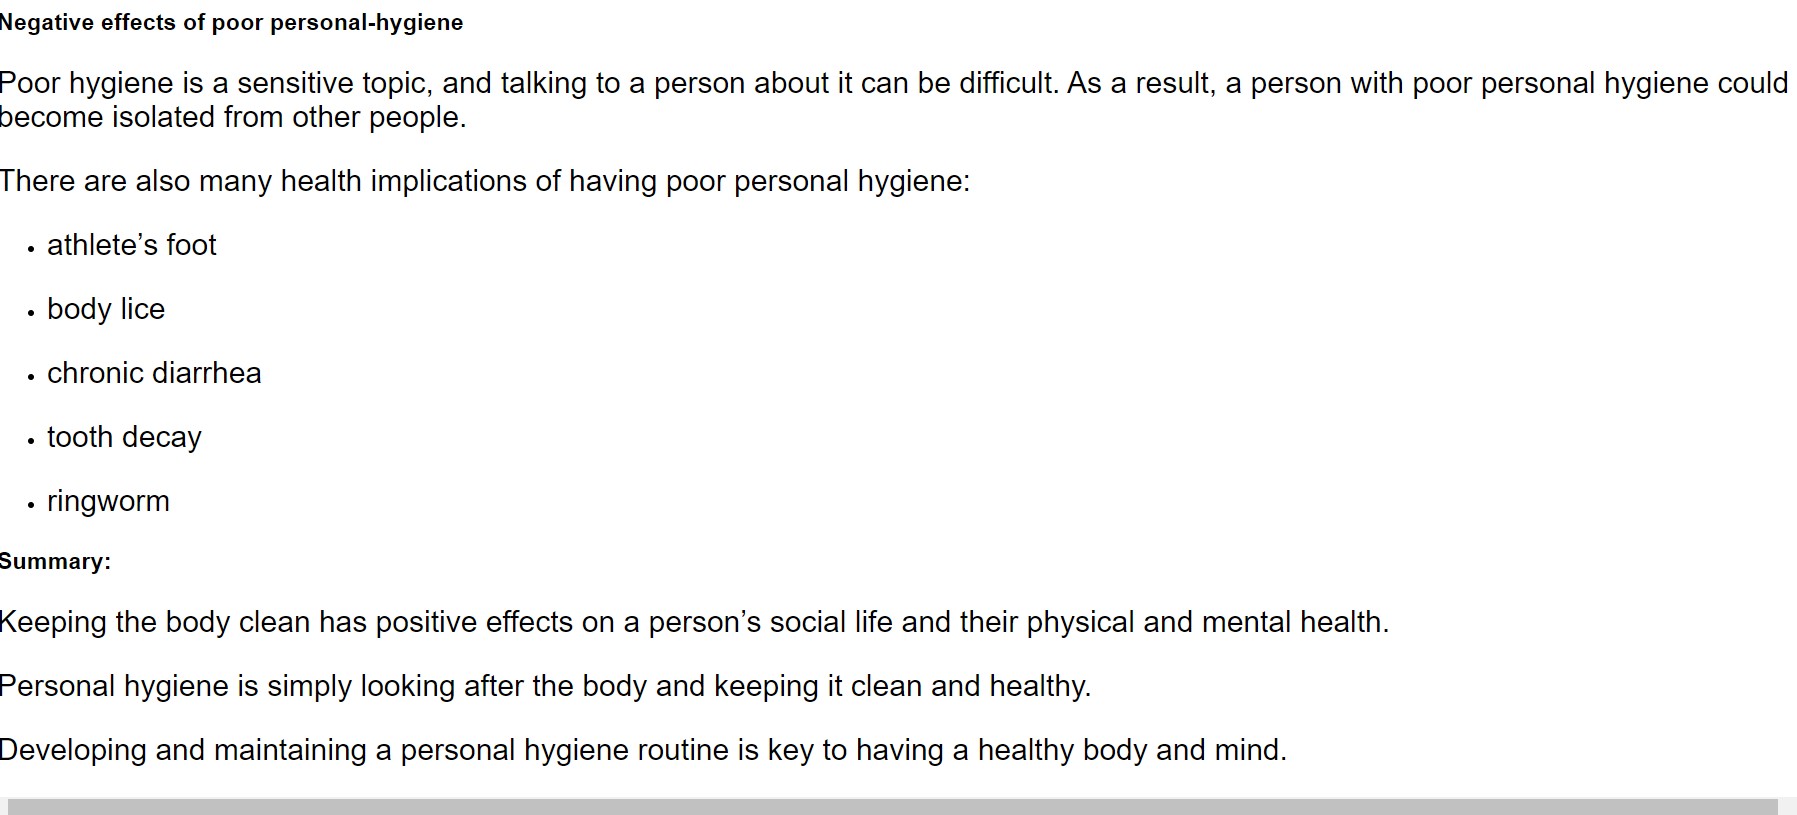 Negative effects of poor personal-hygiene
Poor hygiene is a sensitive topic, and talking to a person about it can be difficult. As a result, a person with poor personal hygiene could
become isolated from other people.
There are also many health implications of having poor personal hygiene:
• athlete’s foot
• body lice
• chronic diarrhea
• tooth decay
• ringworm
Summary:
Keeping the body clean has positive effects on a person’s social life and their physical and mental health.
Personal hygiene is simply looking after the body and keeping it clean and healthy.
Developing and maintaining a personal hygiene routine is key to having a healthy body and mind.